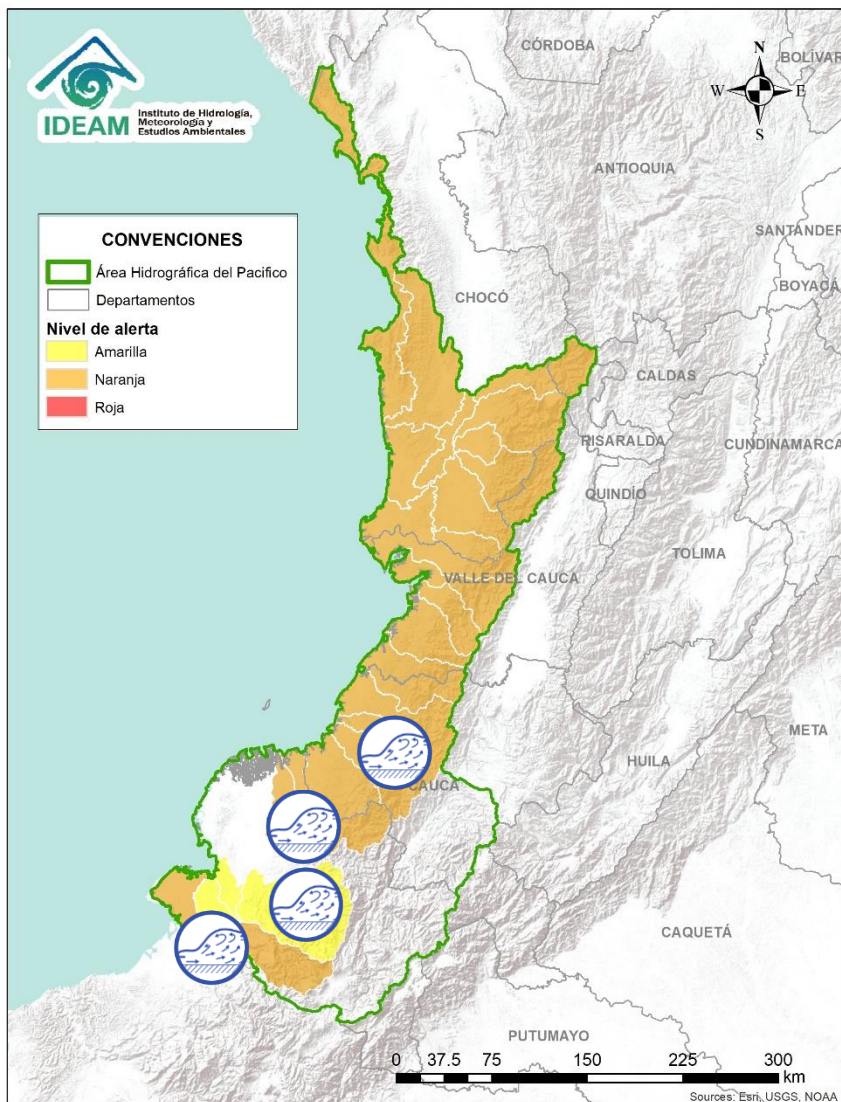 IDEAM
Instituto de Hidrología,
Meteorología y
Estudios Ambientales
CÓRDOBA
BOLÍVAR
N
W
E
S
ANTIOQUIA
SANTANDER
BOYACÁ
CONVENCIONES
Área Hidrográfica del Pacifico
Departamentos
Nivel de alerta
Amarilla
Naranja
Roja
CHOCÓ
CALDAS
RISARALDA
CUNDINAMARCA
QUINDÍO
TOLIMA
VALLE DEL CAUCA
META
HUILA
CAUCA
CAQUETÁ
PUTUMAYO
0 37.5 75 150 225 300
km
Sources: Esri, USGS, NOAA